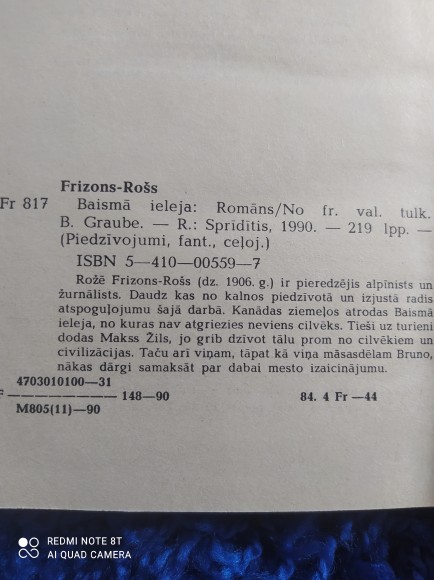 Frizons-Rošs
Fr 817 Baismā ieleja: Romāns/No fr. val. tulk.
B. Graube. — R.: Sprīdītis, 1990. — 219 lpp. —
(Piedzīvojumi, fant., ceļoj.)
ISBN 5—410—00559—7
Rožē Frizons-Rošs (dz. 1906. g.) ir pieredzējis alpīnists un
žurnālists. Daudz kas no kalnos piedzīvotā un izjustā radis
atspoguļojumu šajā darbā. Kanādas ziemeļos atrodas Baismā
ieleja, no kuras nav atgriezies neviens cilvēks. Tieši uz turieni
dodas Makss Žils, jo grib dzīvot tālu prom no cilvēkiem un
civilizācijas. Taču arī viņam, tāpat kā viņa māsasdēlam Bruno,
nākas dārgi samaksāt par dabai mesto izaicinājumu.
4703010100—31
F ———————— 148—90 84. 4 Fr —44
M805(11)—90
REDMI NOTE 8T
AI QUAD CAMERA